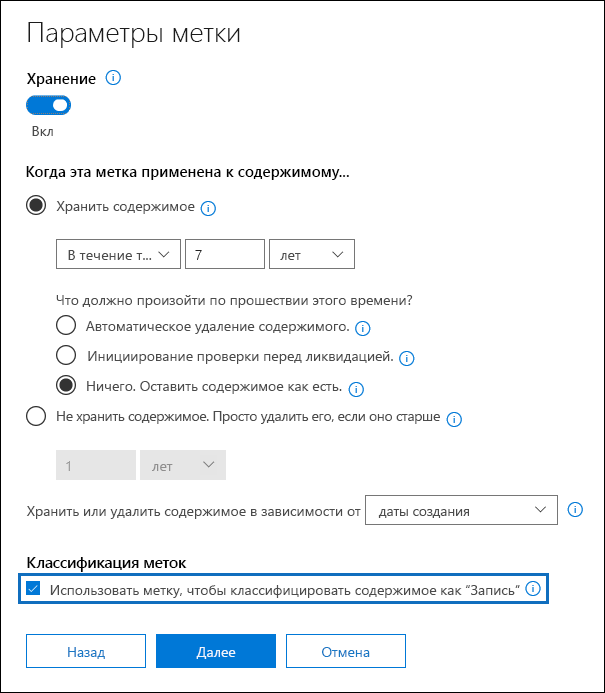 Параметры метки
Хранение
Вкл
Когда эта метка применена к содержимому...
Хранить содержимое
В течение т... 7 лет
Что должно произойти по прошествии этого времени?
Автоматическое удаление содержимого.
Инициирование проверки перед ликвидацией.
Ничего. Оставить содержимое как есть.
Не хранить содержимое. Просто удалить его, если оно старше
1 лет
Хранить или удалить содержимое в зависимости от даты создания
Классификация меток
Использовать метку, чтобы классифицировать содержимое как “Запись”
Назад Далее Отмена